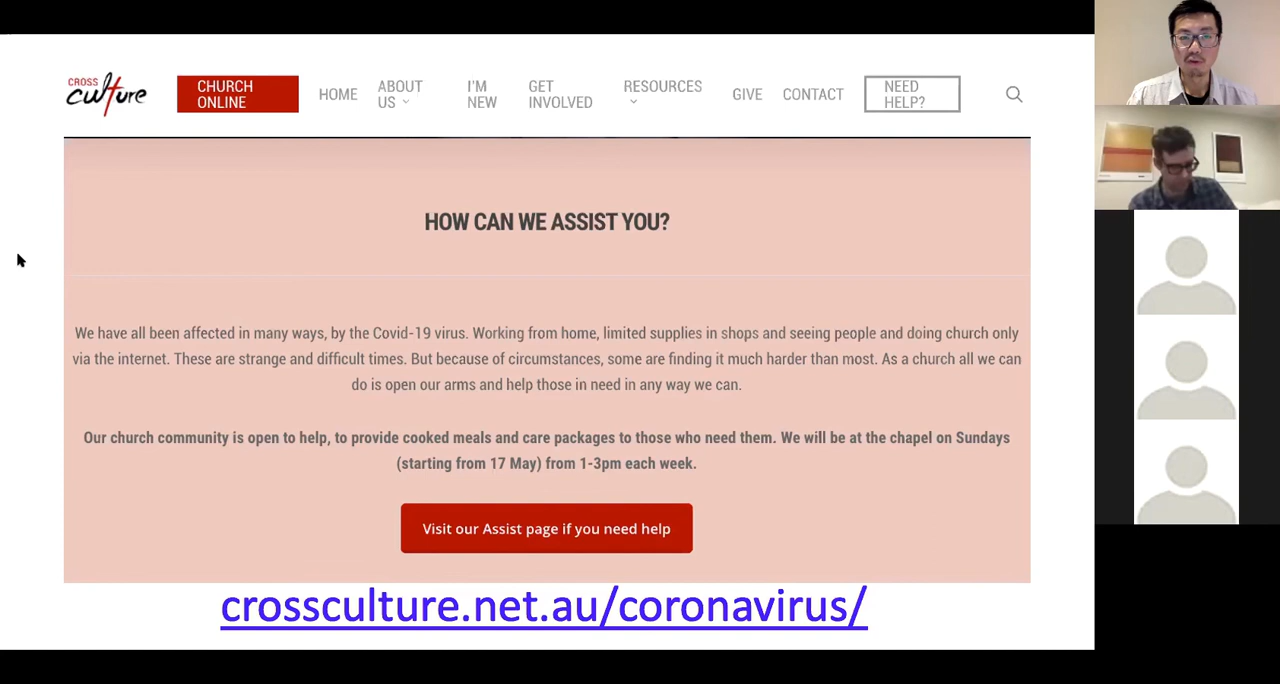 CROSS
culture
CHURCH
ONLINE
HOME
ABOUT
US
I'M
NEW
GET
INVOLVED
RESOURCES
GIVE
CONTACT
NEED
HELP?
HOW CAN WE ASSIST YOU?
We have all been affected in many ways, by the Covid-19 virus. Working from home, limited supplies in shops and seeing people and doing church only
via the internet. These are strange and difficult times. But because of circumstances, some are finding it much harder than most. As a church all we can
do is open our arms and help those in need in any way we can.
Our church community is open to help, to provide cooked meals and care packages to those who need them. We will be at the chapel on Sundays
(starting from 17 May) from 1-3pm each week.
Visit our Assist page if you need help
crossculture.net.au/coronavirus/